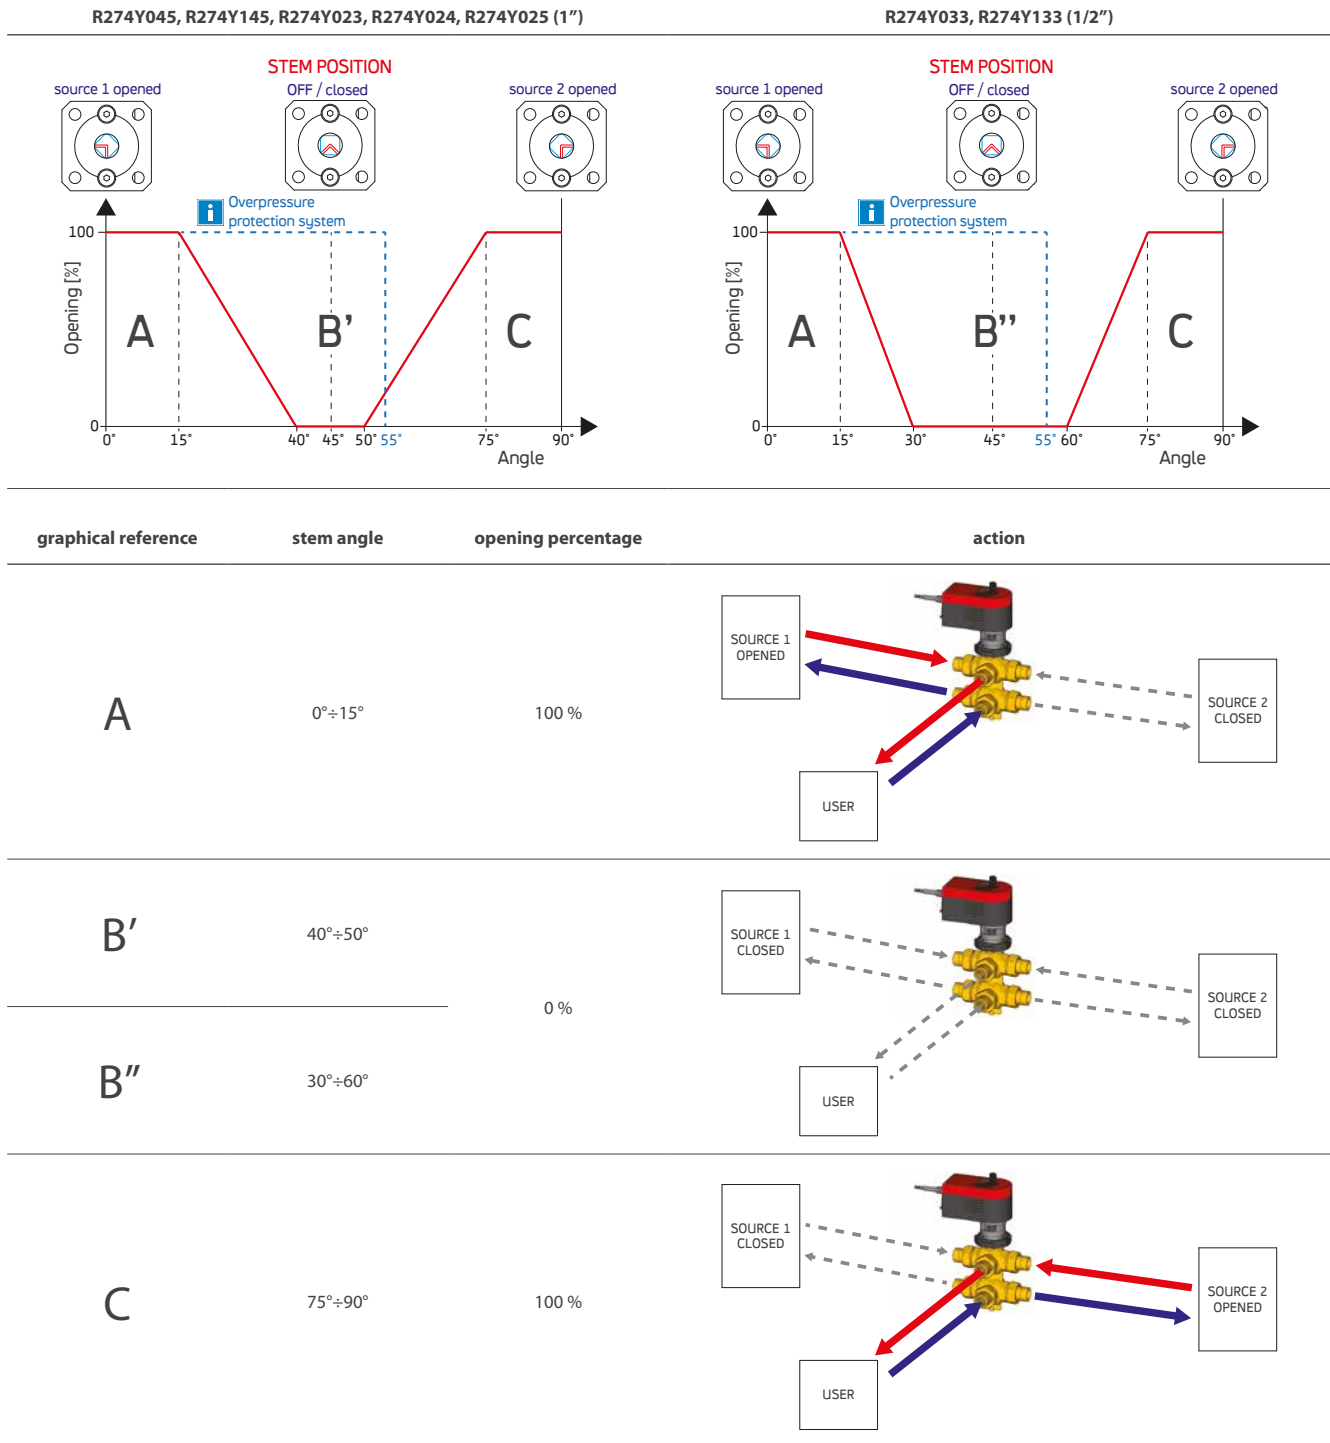 R274Y045, R274Y145, R274Y023, R274Y024, R274Y025 (1”)
STEM POSITION
source 1 opened
OFF / closed
source 2 opened
i
Overpressure
protection system
100
Opening [%]
A
B’
C
0
0°
15°
40°
45°
50°
55°
75°
90°
Angle
R274Y033, R274Y133 (1/2”)
STEM POSITION
source 1 opened
OFF / closed
source 2 opened
i
Overpressure
protection system
100
Opening [%]
A
B’’
C
0
0°
15°
30°
45°
55°
60°
75°
90°
Angle
graphical reference
stem angle
opening percentage
action
A
0°÷15°
100 %
SOURCE 1
OPENED
SOURCE 2
CLOSED
USER
B’
40°÷50°
0 %
B”
30°÷60°
SOURCE 1
CLOSED
SOURCE 2
CLOSED
USER
C
75°÷90°
100 %
SOURCE 1
CLOSED
SOURCE 2
OPENED
USER